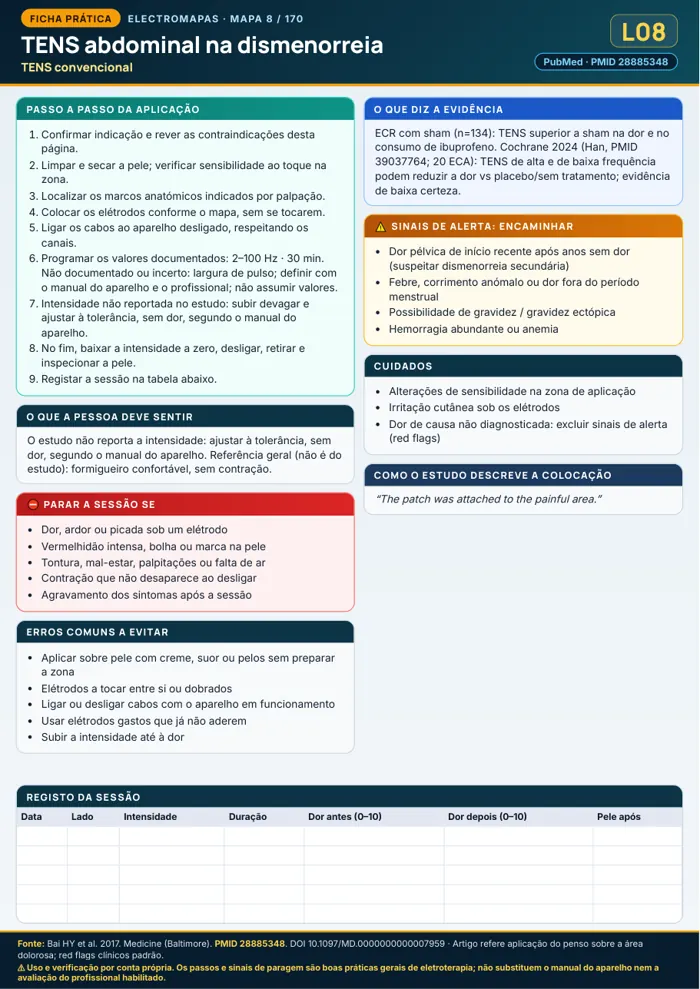 FICHA PRÁTICA ELECTROMAPAS · MAPA 8 / 170
TENS abdominal na dismenorreia
TENS convencional
L08
PubMed · PMID 28885348
PASSO A PASSO DA APLICAÇÃO
1. Confirmar indicação e rever as contraindicações desta
página.
2. Limpar e secar a pele; verificar sensibilidade ao toque na
zona.
3. Localizar os marcos anatómicos indicados por palpação.
4. Colocar os elétrodos conforme o mapa, sem se tocarem.
5. Ligar os cabos ao aparelho desligado, respeitando os
canais.
6. Programar os valores documentados: 2–100 Hz · 30 min.
Não documentado ou incerto: largura de pulso; definir com
o manual do aparelho e o profissional; não assumir valores.
7. Intensidade não reportada no estudo: subir devagar e
ajustar à tolerância, sem dor, segundo o manual do
aparelho.
8. No fim, baixar a intensidade a zero, desligar, retirar e
inspecionar a pele.
9. Registar a sessão na tabela abaixo.
O QUE A PESSOA DEVE SENTIR
O estudo não reporta a intensidade: ajustar à tolerância, sem
dor, segundo o manual do aparelho. Referência geral (não é do
estudo): formigueiro confortável, sem contração.
PARAR A SESSÃO SE
• Dor, ardor ou picada sob um elétrodo
• Vermelhidão intensa, bolha ou marca na pele
• Tontura, mal-estar, palpitações ou falta de ar
• Contração que não desaparece ao desligar
• Agravamento dos sintomas após a sessão
ERROS COMUNS A EVITAR
• Aplicar sobre pele com creme, suor ou pelos sem preparar
a zona
• Elétrodos a tocar entre si ou dobrados
• Ligar ou desligar cabos com o aparelho em funcionamento
• Usar elétrodos gastos que já não aderem
• Subir a intensidade até à dor
O QUE DIZ A EVIDÊNCIA
ECR com sham (n=134): TENS superior a sham na dor e no
consumo de ibuprofeno. Cochrane 2024 (Han, PMID
39037764; 20 ECA): TENS de alta e de baixa frequência
podem reduzir a dor vs placebo/sem tratamento; evidência
de baixa certeza.
⚠ SINAIS DE ALERTA: ENCAMINHAR
• Dor pélvica de início recente após anos sem dor
(suspeitar dismenorreia secundária)
• Febre, corrimento anómalo ou dor fora do período
menstrual
• Possibilidade de gravidez / gravidez ectópica
• Hemorragia abundante ou anemia
CUIDADOS
• Alterações de sensibilidade na zona de aplicação
• Irritação cutânea sob os elétrodos
• Dor de causa não diagnosticada: excluir sinais de alerta
(red flags)
COMO O ESTUDO DESCREVE A COLOCAÇÃO
“The patch was attached to the painful area.”
REGISTO DA SESSÃO
Data Lado Intensidade Duração Dor antes (0–10) Dor depois (0–10) Pele após
Fonte: Bai HY et al. 2017. Medicine (Baltimore). PMID 28885348. DOI 10.1097/MD.0000000000007959 · Artigo refere aplicação do penso sobre a área
dolorosa; red flags clínicos padrão.
⚠ Uso e verificação por conta própria. Os passos e sinais de paragem são boas práticas gerais de eletroterapia; não substituem o manual do aparelho nem a
avaliação do profissional habilitado.